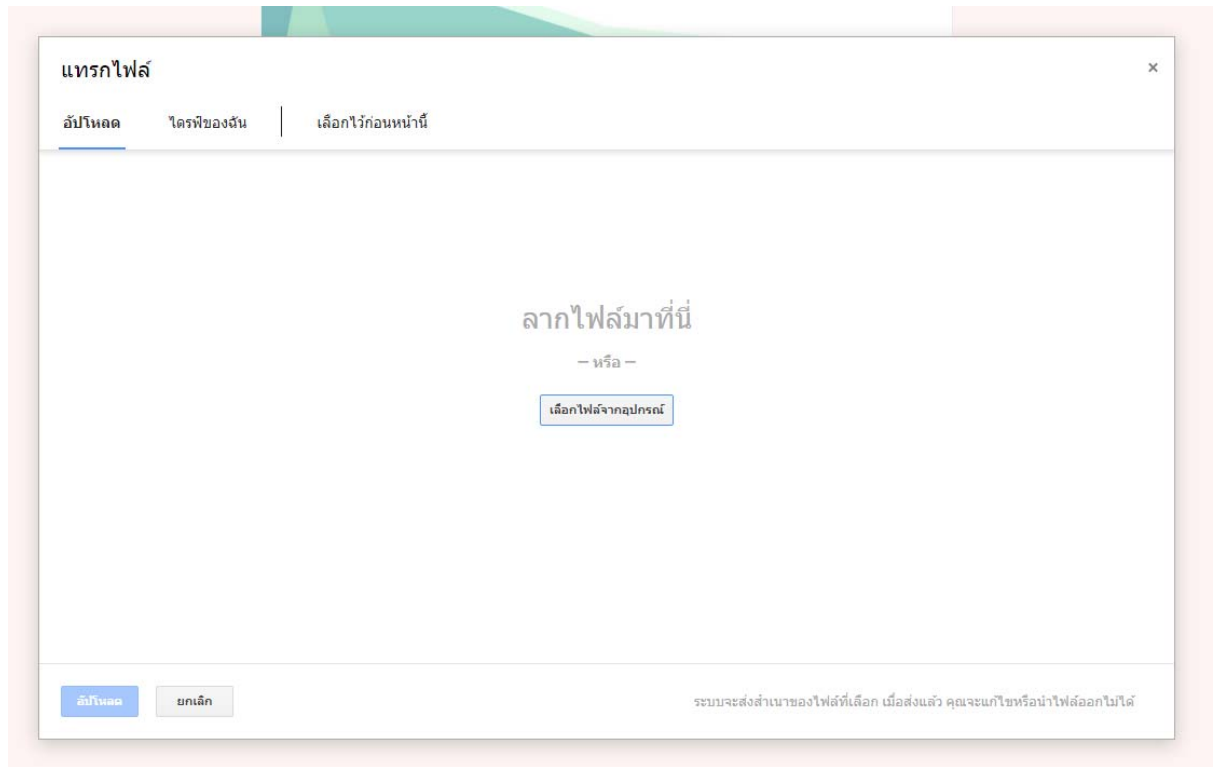 แทรกไฟล์
×
อัปโหลด ไดรฟ์ของฉัน เลือกไว้ก่อนหน้านี้
ลากไฟล์มาที่นี่
– หรือ –
เลือกไฟล์จากอุปกรณ์
อัปโหลด ยกเลิก ระบบจะส่งสำเนาของไฟล์ที่เลือก เมื่อส่งแล้ว คุณจะแก้ไขหรือนำไฟล์ออกไม่ได้